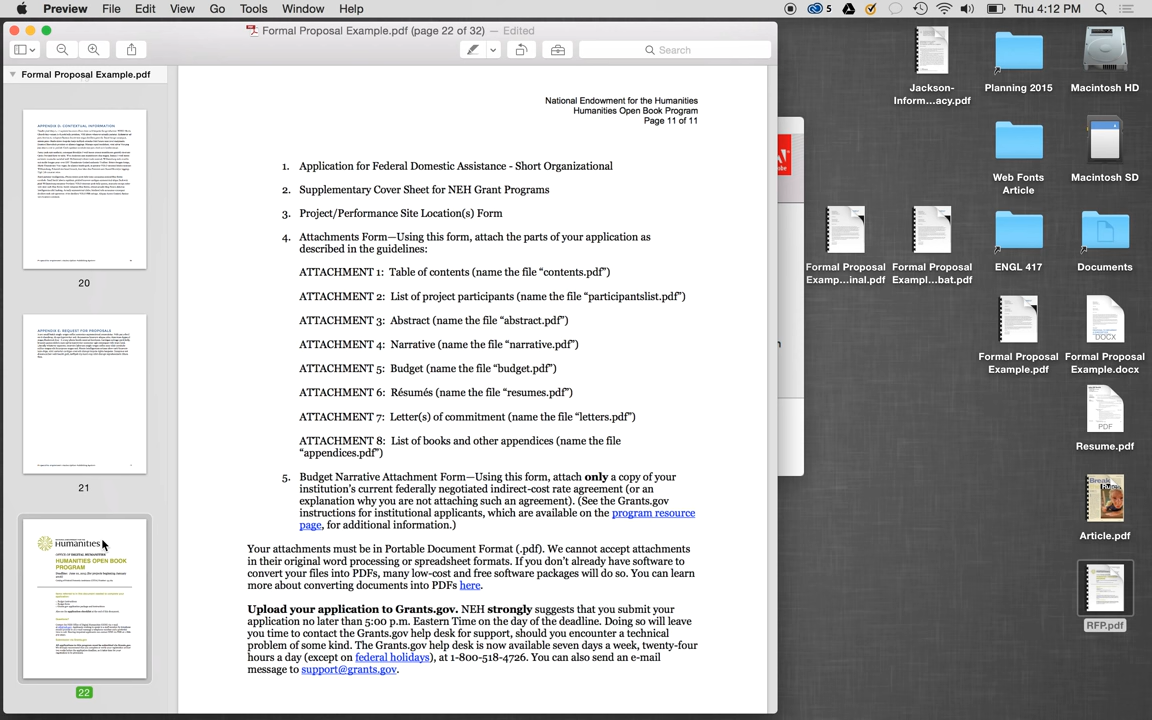 Preview File Edit View Go Tools Window Help
5 Thu 4:12 PM
Formal Proposal Example.pdf (page 22 of 32) — Edited
Search
Formal Proposal Example.pdf
APPENDIX D: CONTEXTUAL INFORMATION
20
APPENDIX E: REQUEST FOR PROPOSALS
21
Humanities
OFFICE OF DIGITAL HUMANITIES
HUMANITIES OPEN BOOK
PROGRAM
22
National Endowment for the Humanities
Humanities Open Book Program
Page 11 of 11
1. Application for Federal Domestic Assistance - Short Organizational
2. Supplementary Cover Sheet for NEH Grant Programs
3. Project/Performance Site Location(s) Form
4. Attachments Form—Using this form, attach the parts of your application as
described in the guidelines:
ATTACHMENT 1: Table of contents (name the file “contents.pdf”)
ATTACHMENT 2: List of project participants (name the file “participantslist.pdf”)
ATTACHMENT 3: Abstract (name the file “abstract.pdf”)
ATTACHMENT 4: Narrative (name the file “narrative.pdf”)
ATTACHMENT 5: Budget (name the file “budget.pdf”)
ATTACHMENT 6: Résumés (name the file “resumes.pdf”)
ATTACHMENT 7: Letter(s) of commitment (name the file “letters.pdf”)
ATTACHMENT 8: List of books and other appendices (name the file
“appendices.pdf”)
5. Budget Narrative Attachment Form—Using this form, attach only a copy of your
institution’s current federally negotiated indirect-cost rate agreement (or an
explanation why you are not attaching such an agreement). (See the Grants.gov
instructions for institutional applicants, which are available on the program resource
page, for additional information.)
Your attachments must be in Portable Document Format (.pdf). We cannot accept attachments
in their original word processing or spreadsheet formats. If you don’t already have software to
convert your files into PDFs, many low-cost and free software packages will do so. You can learn
more about converting documents into PDFs here.
Upload your application to Grants.gov. NEH strongly suggests that you submit your
application no later than 5:00 p.m. Eastern Time on the day of the deadline. Doing so will leave
you time to contact the Grants.gov help desk for support, should you encounter a technical
problem of some kind. The Grants.gov help desk is now available seven days a week, twenty-four
hours a day (except on federal holidays), at 1-800-518-4726. You can also send an e-mail
message to support@grants.gov.
Jackson-
Inform...acy.pdf
Planning 2015
Macintosh HD
Web Fonts
Article
Macintosh SD
Formal Proposal
Examp...inal.pdf
Formal Proposal
Exampl...bat.pdf
ENGL 417
Documents
Formal Proposal
Example.pdf
DOCX
Formal Proposal
Example.docx
PDF
Resume.pdf
Article.pdf
RFP.pdf